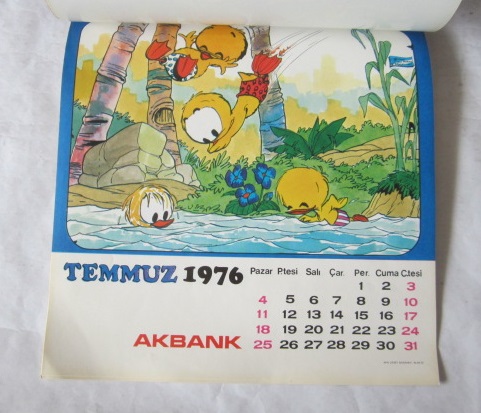 TEMMUZ 1976
Pazar P.tesi Salı Çar. Per. Cuma C.tesi
1 2 3
4 5 6 7 8 9 10
11 12 13 14 15 16 17
18 19 20 21 22 23 24
25 26 27 28 29 30 31
AKBANK